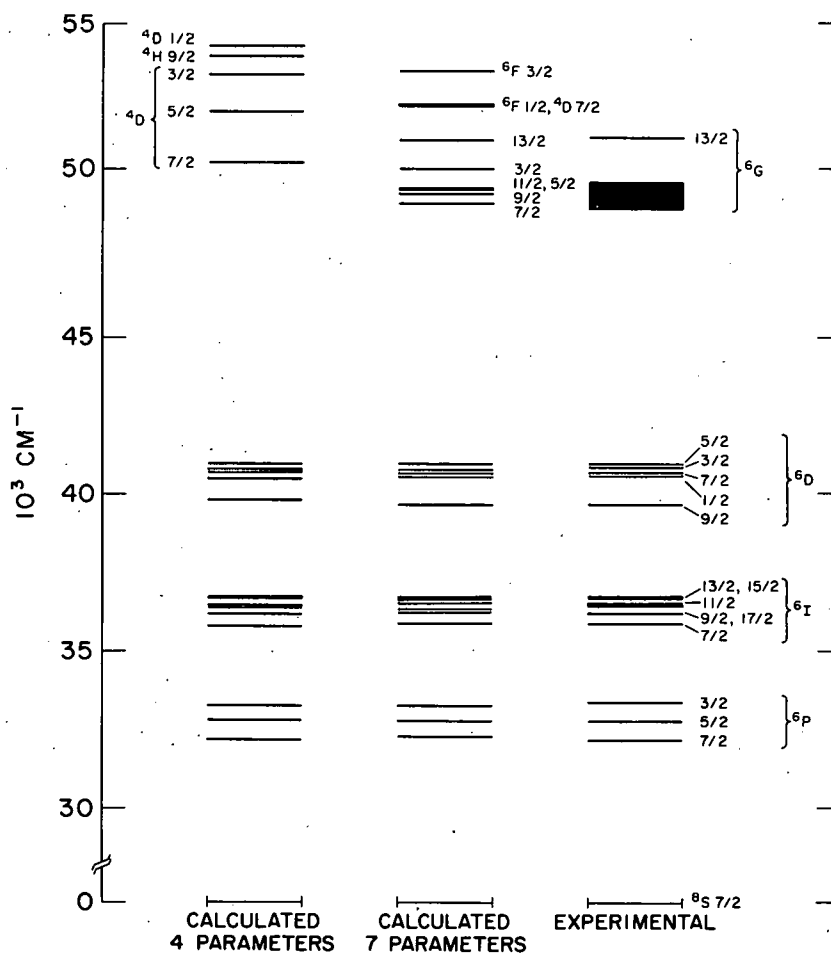 55
⁴D 1/2
⁴H 9/2
3/2
⁶F 3/2
⁴D
5/2
⁶F 1/2, ⁴D 7/2
13/2
13/2
50
7/2
3/2
⁶G
11/2, 5/2
9/2
7/2
45
10³ CM⁻¹
5/2
3/2
⁶D
7/2
40
1/2
9/2
13/2, 15/2
11/2
⁶I
9/2, 17/2
7/2
35
3/2
5/2
⁶P
7/2
30
0
⁸S 7/2
CALCULATED
4 PARAMETERS
CALCULATED
7 PARAMETERS
EXPERIMENTAL